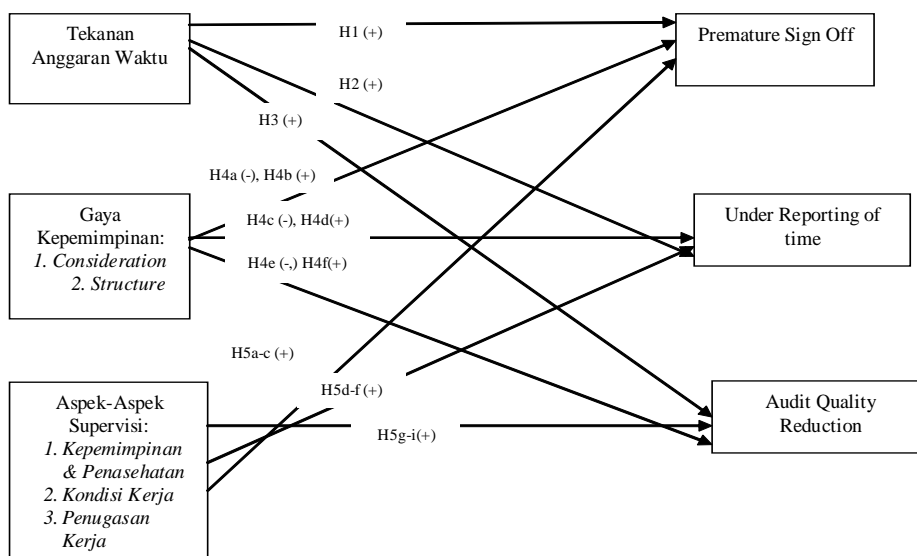 Tekanan
Anggaran Waktu
H1 (+)
Premature Sign Off
H2 (+)
H3 (+)
H4a (-), H4b (+)
Gaya
Kepemimpinan:
1. Consideration
2. Structure
H4c (-), H4d(+)
H4e (-,) H4f(+)
Under Reporting of
time
H5a-c (+)
Aspek-Aspek
Supervisi:
1. Kepemimpinan
& Penasehatan
2. Kondisi Kerja
3. Penugasan
Kerja
H5d-f (+)
H5g-i(+)
Audit Quality
Reduction